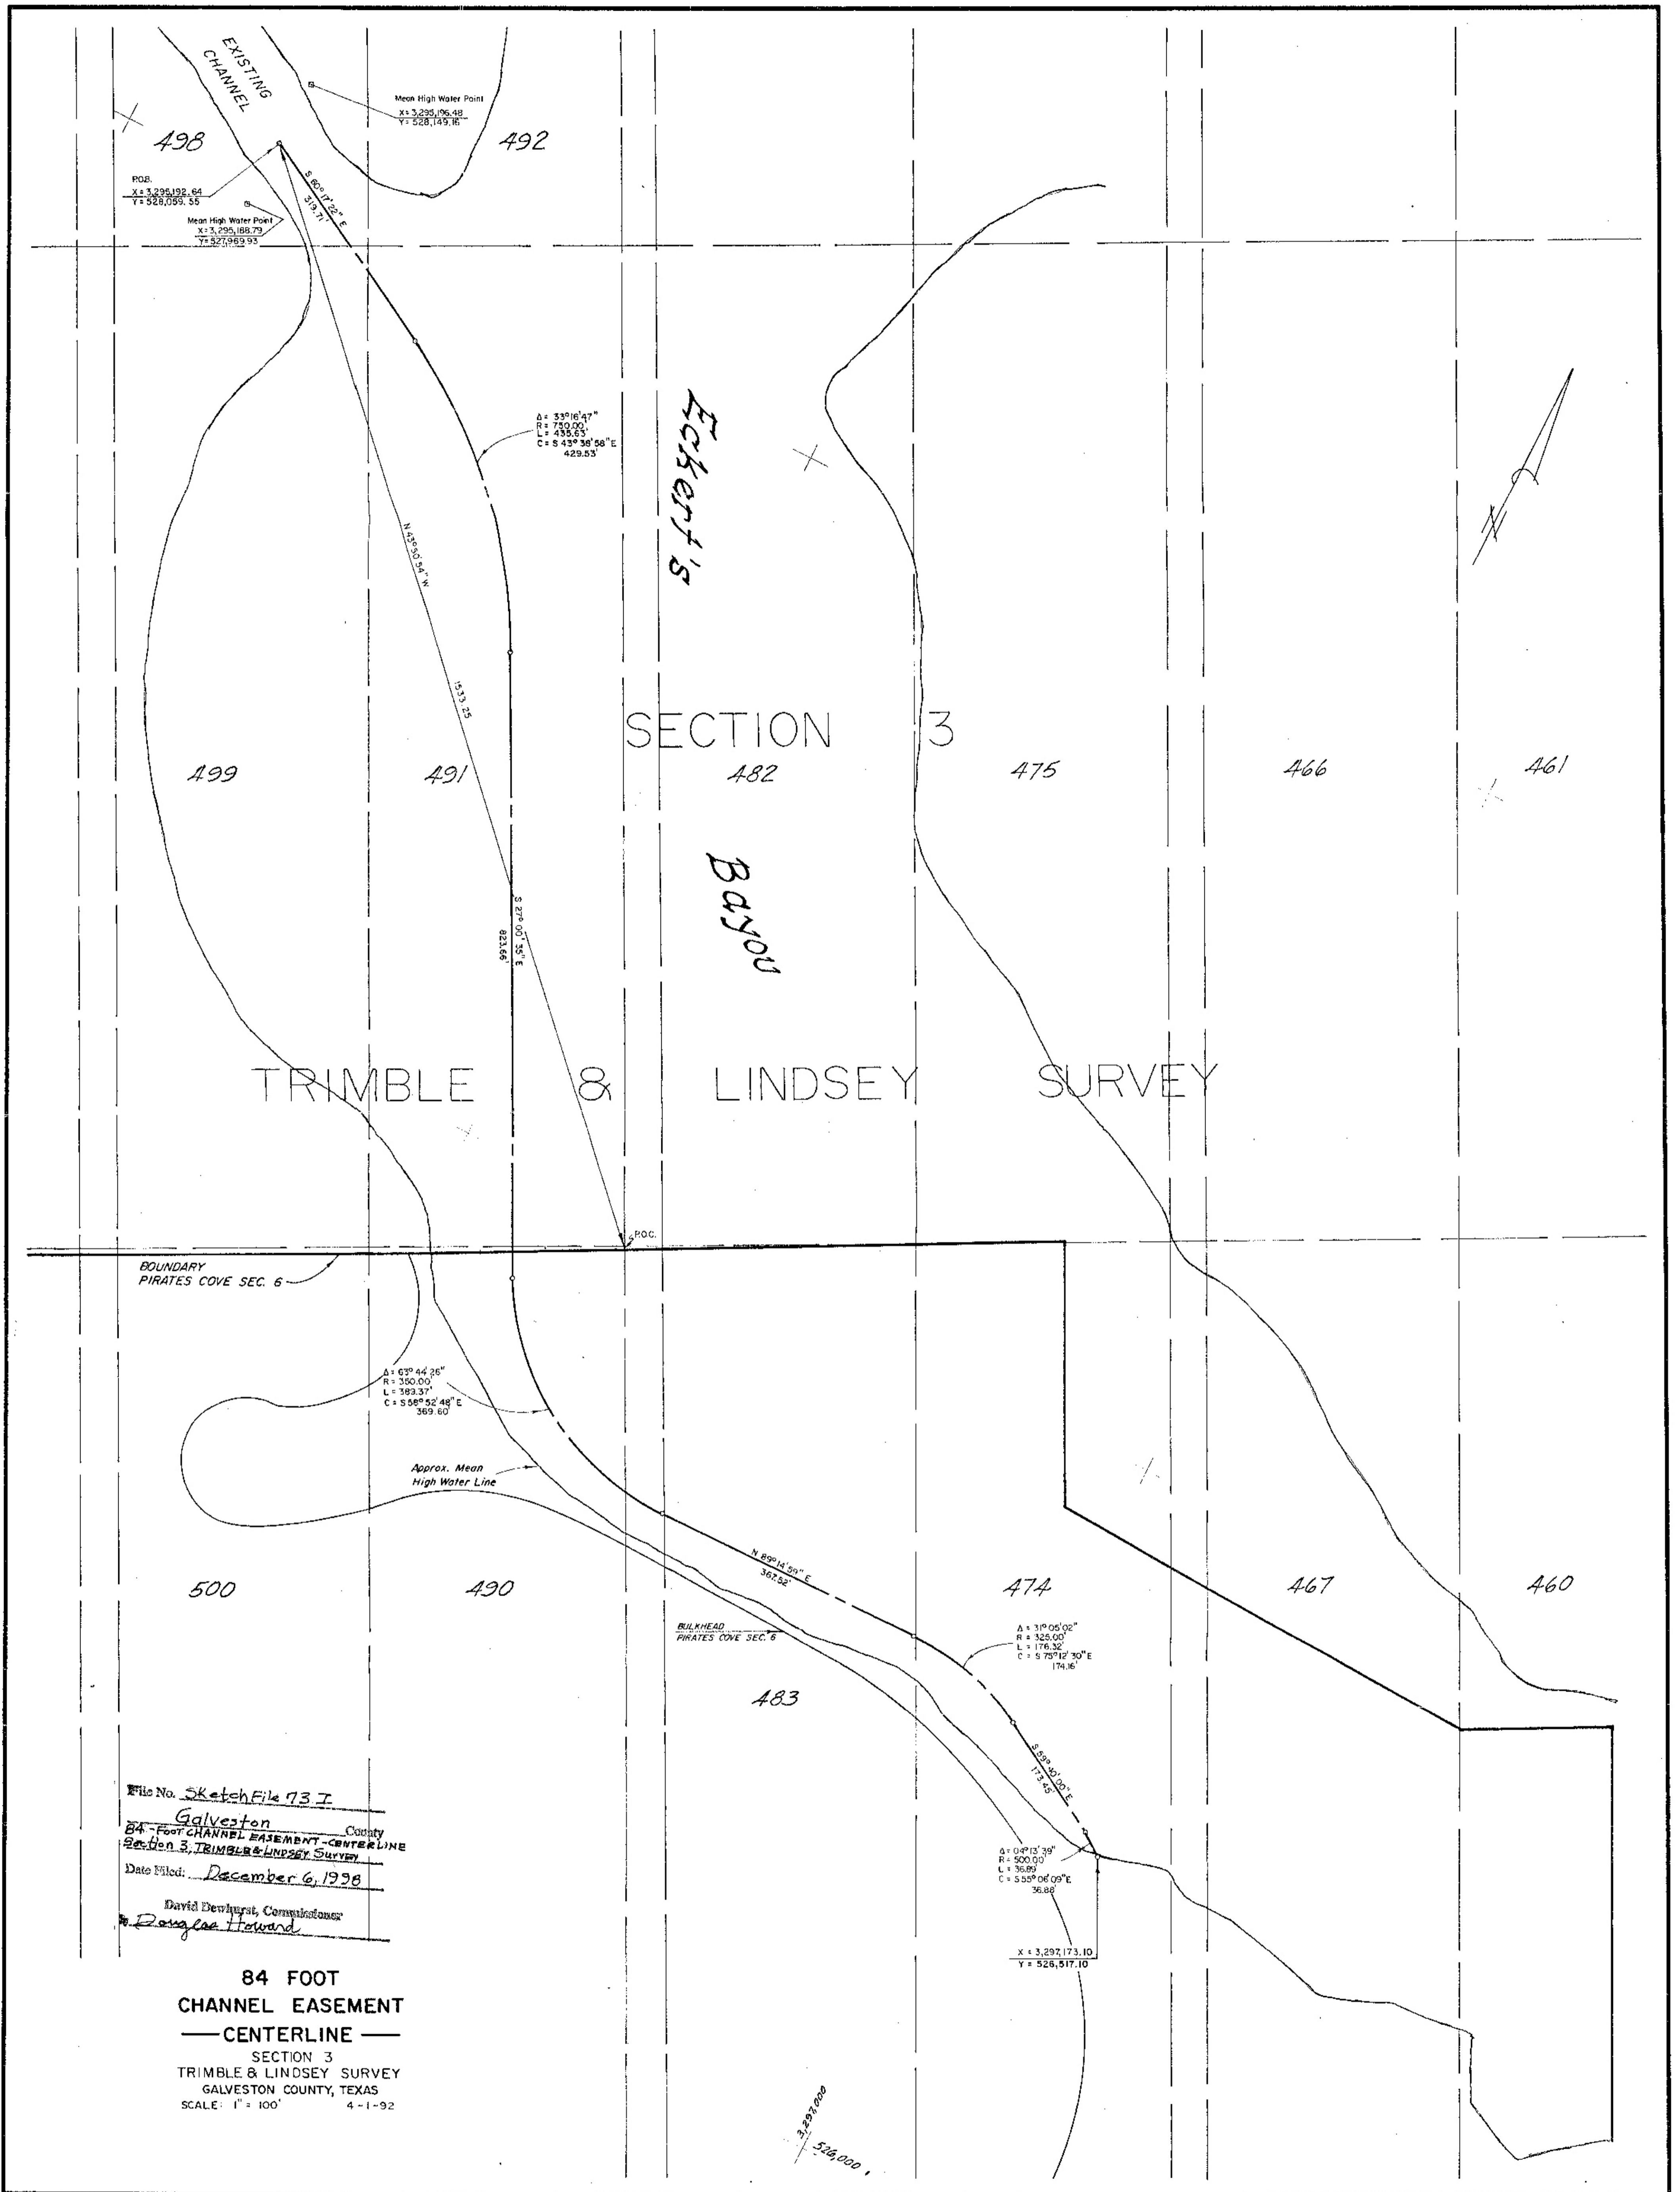 EXISTING
CHANNEL
Mean High Water Point
X = 3,295,196.48
Y = 528,149.16
498
492
P.O.B.
X = 3,295,192.64
Y = 528,059.55
Mean High Water Point
X = 3,295,188.79
Y = 527,969.93
S 60° 17' 22" E
319.71'
Δ = 33°16'47"
R = 750.00'
L = 435.63'
C = S 43° 38' 58" E
429.53'
Eckert's
N 43° 50' 54" W
1533.25
SECTION 3
499
491
482
475
466
461
Bayou
S 27° 00' 35" E
823.66'
TRIMBLE & LINDSEY SURVEY
P.O.C.
BOUNDARY
PIRATES COVE SEC. 6
Δ = 63° 44' 26"
R = 350.00'
L = 389.37'
C = S 58° 52' 48" E
369.60'
Approx. Mean
High Water Line
N 89° 14' 59" E
367.52'
500
490
474
467
460
BULKHEAD
PIRATES COVE SEC. 6
Δ = 31° 05' 02"
R = 325.00'
L = 176.32'
C = S 75° 12' 30" E
174.16'
483
S 59° 40' 00" E
173.45'
Δ = 04° 13' 39"
R = 500.00'
L = 36.89'
C = S 55° 06' 09" E
36.88'
X = 3,297,173.10
Y = 526,517.10
File No. Sketch File 73 I
Galveston County
84-FOOT CHANNEL EASEMENT-CENTERLINE
Section 3, TRIMBLE & LINDSEY Survey
Date Filed: December 6, 1998
David Dewhurst, Commissioner
Douglas Howard
84 FOOT
CHANNEL EASEMENT
CENTERLINE
SECTION 3
TRIMBLE & LINDSEY SURVEY
GALVESTON COUNTY, TEXAS
SCALE: 1" = 100' 4-1-92
3,297,000
526,000